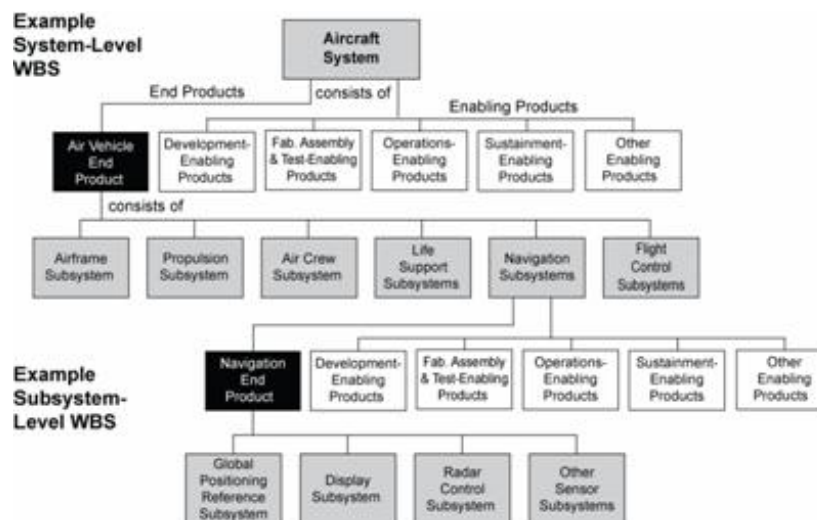 Example
System-Level
WBS
Aircraft
System
End Products
consists of
Enabling Products
Air Vehicle
End
Product
Development-
Enabling
Products
Fab. Assembly
& Test-Enabling
Products
Operations-
Enabling
Products
Sustainment-
Enabling
Products
Other
Enabling
Products
consists of
Airframe
Subsystem
Propulsion
Subsystem
Air Crew
Subsystem
Life
Support
Subsystems
Navigation
Subsystems
Flight
Control
Subsystems
Example
Subsystem-
Level WBS
Navigation
End
Product
Development-
Enabling
Products
Fab. Assembly
& Test-Enabling
Products
Operations-
Enabling
Products
Sustainment-
Enabling
Products
Other
Enabling
Products
Global
Positioning
Reference
Subsystem
Display
Subsystem
Radar
Control
Subsystem
Other
Sensor
Subsystems